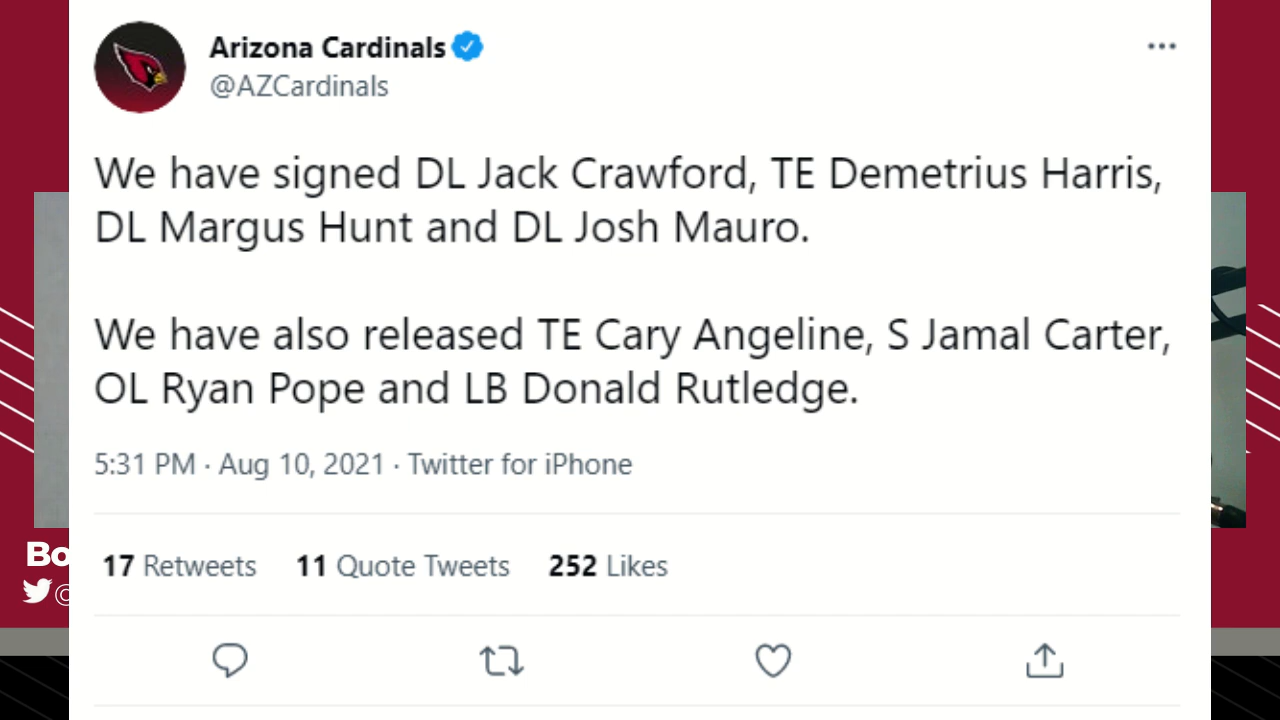 Arizona Cardinals
@AZCardinals
We have signed DL Jack Crawford, TE Demetrius Harris,
DL Margus Hunt and DL Josh Mauro.
We have also released TE Cary Angeline, S Jamal Carter,
OL Ryan Pope and LB Donald Rutledge.
5:31 PM · Aug 10, 2021 · Twitter for iPhone
17 Retweets 11 Quote Tweets 252 Likes
Bo
@